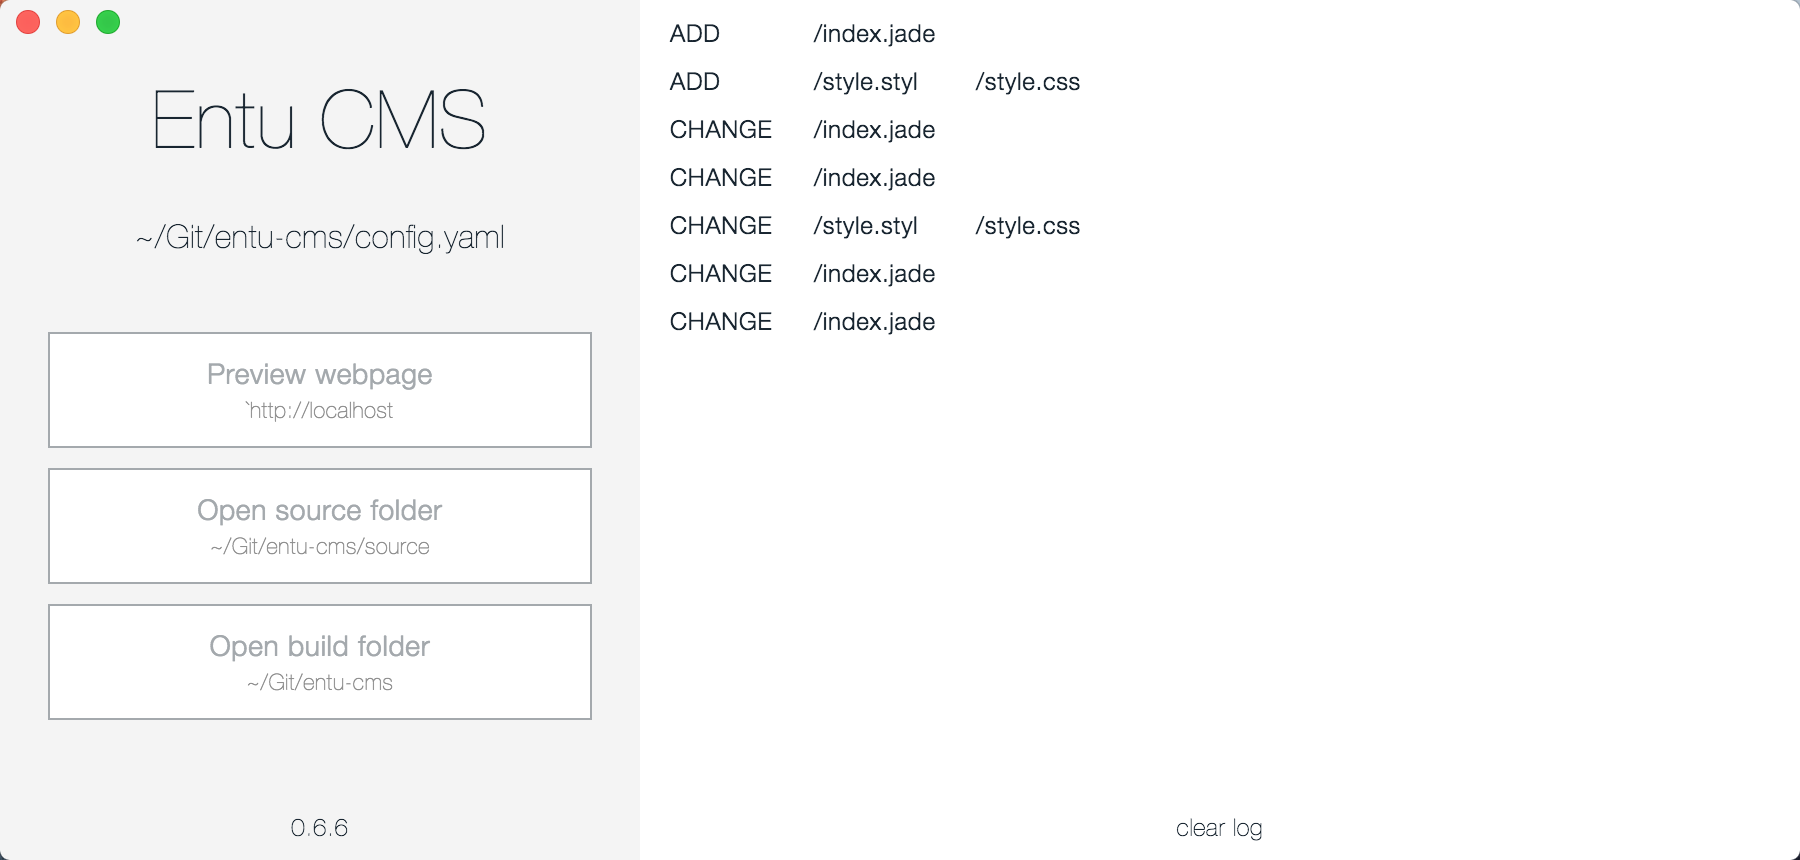 Entu CMS
~/Git/entu-cms/config.yaml
Preview webpage
`http://localhost
Open source folder
~/Git/entu-cms/source
Open build folder
~/Git/entu-cms
0.6.6
ADD /index.jade
ADD /style.styl /style.css
CHANGE /index.jade
CHANGE /index.jade
CHANGE /style.styl /style.css
CHANGE /index.jade
CHANGE /index.jade
clear log